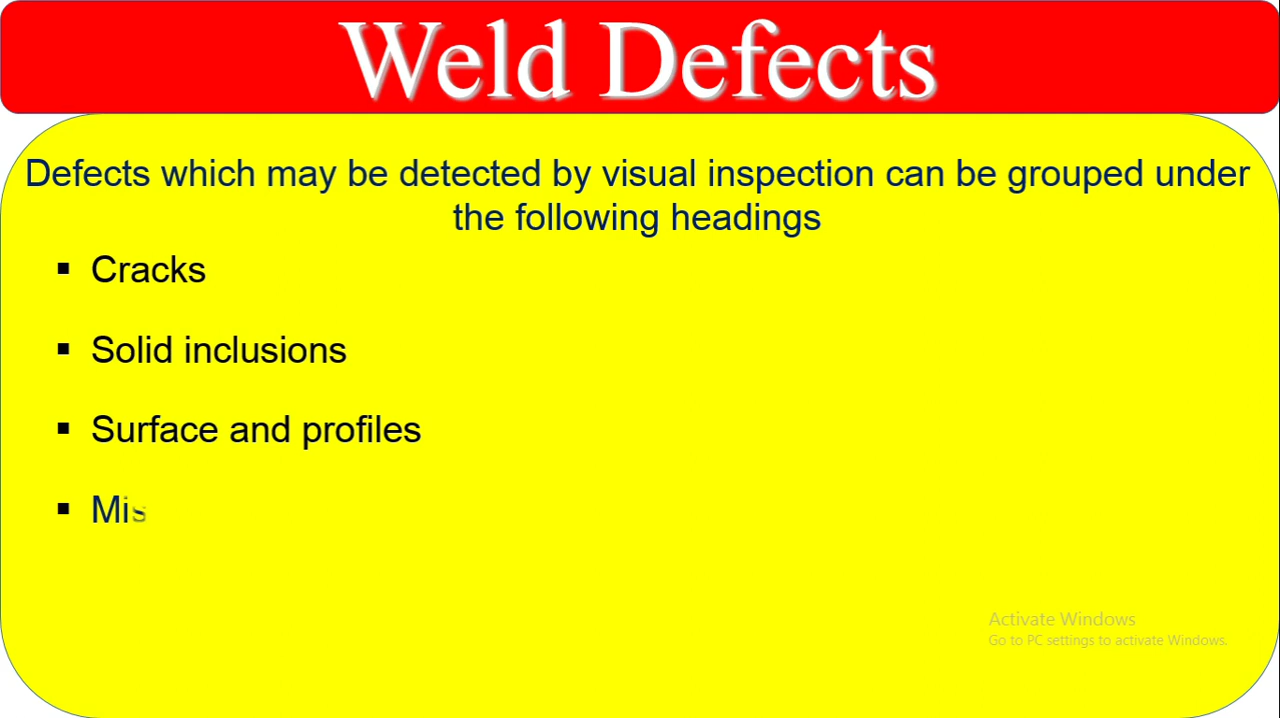 Weld Defects
Defects which may be detected by visual inspection can be grouped under
the following headings
▪ Cracks
▪ Solid inclusions
▪ Surface and profiles
▪ Mis
Activate Windows
Go to PC settings to activate Windows.